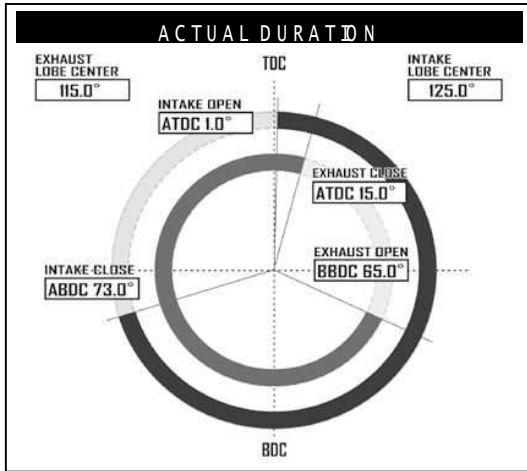 ACTUAL DURATION
EXHAUST
LOBE CENTER
115.0°
TDC
INTAKE
LOBE CENTER
125.0°
INTAKE OPEN
ATDC 1.0°
EXHAUST CLOSE
ATDC 15.0°
EXHAUST OPEN
BBDC 65.0°
INTAKE CLOSE
ABDC 73.0°
BDC